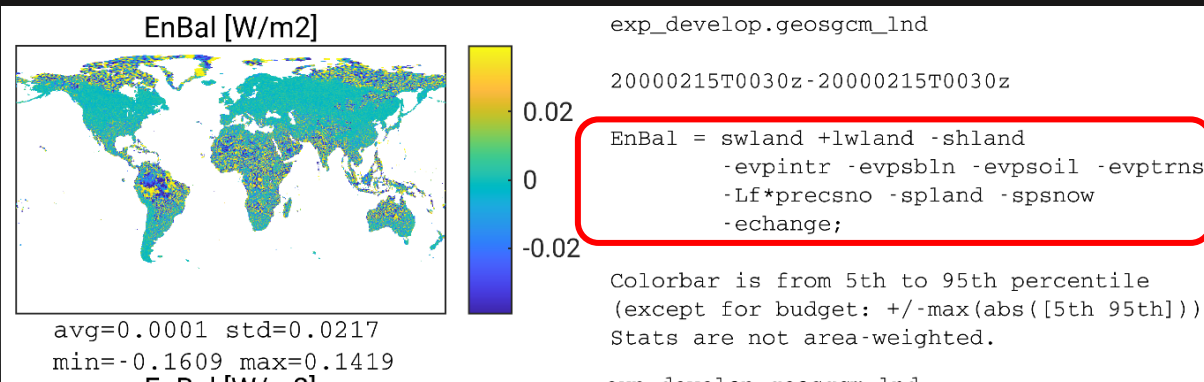 EnBal [W/m2]
0.02
0
-0.02
avg=0.0001 std=0.0217
min=-0.1609 max=0.1419
exp_develop.geosgcm_lnd
20000215T0030z-20000215T0030z
EnBal = swland +lwland -shland
-evpintr -evpsbln -evpsoil -evptrns
-Lf*precsno -spland -spsnow
-echange;
Colorbar is from 5th to 95th percentile
(except for budget: +/-max(abs([5th 95th]))
Stats are not area-weighted.